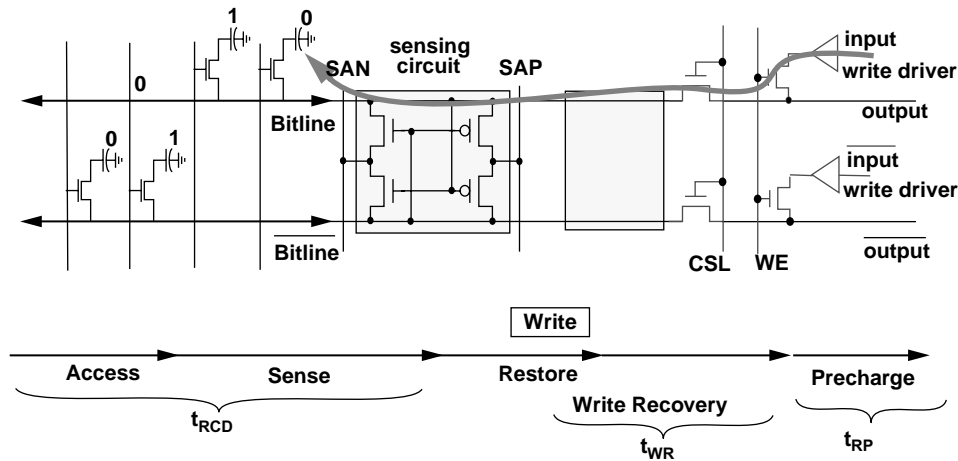 1
0
sensing
circuit
input
SAN
SAP
write driver
0
Bitline
output
0
1
input
write driver
Bitline
CSL
WE
output
Write
Access
Sense
Restore
Precharge
tRCD
Write Recovery
tWR
tRP